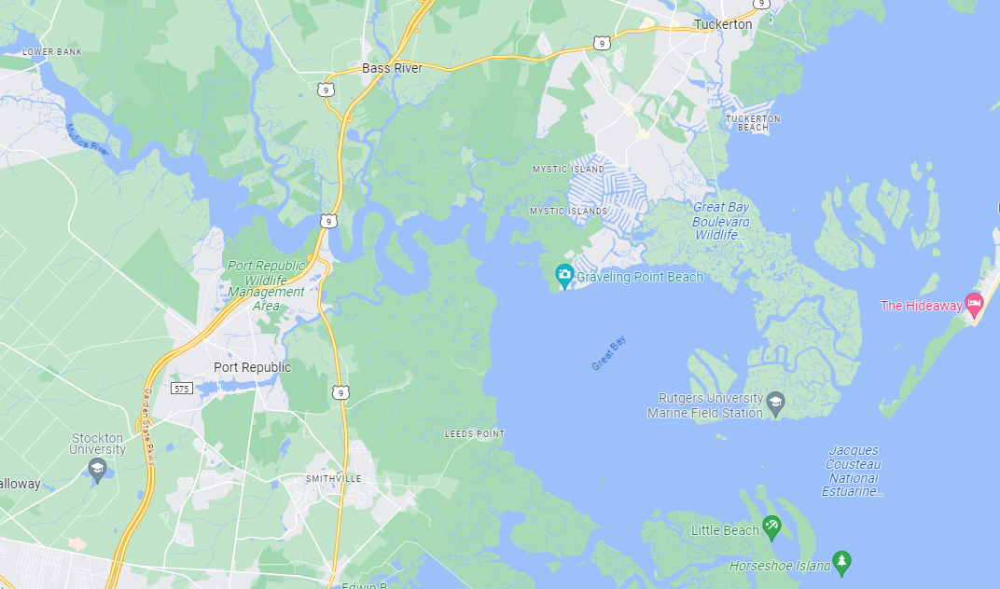 9
Tuckerton
LOWER BANK
9
Bass River
9
TUCKERTON
BEACH
Mullica River
MYSTIC ISLAND
MYSTIC ISLANDS
Great Bay
Boulevard
Wildlife...
9
Port Republic
Wildlife
Management
Area
Graveling Point Beach
The Hideaway
Great Bay
Port Republic
575
9
Garden State Pkwy
Rutgers University
Marine Field Station
LEEDS POINT
Stockton
University
Jacques
Cousteau
National
Estuarine...
SMITHVILLE
alloway
Little Beach
Horseshoe Island
Edwin B